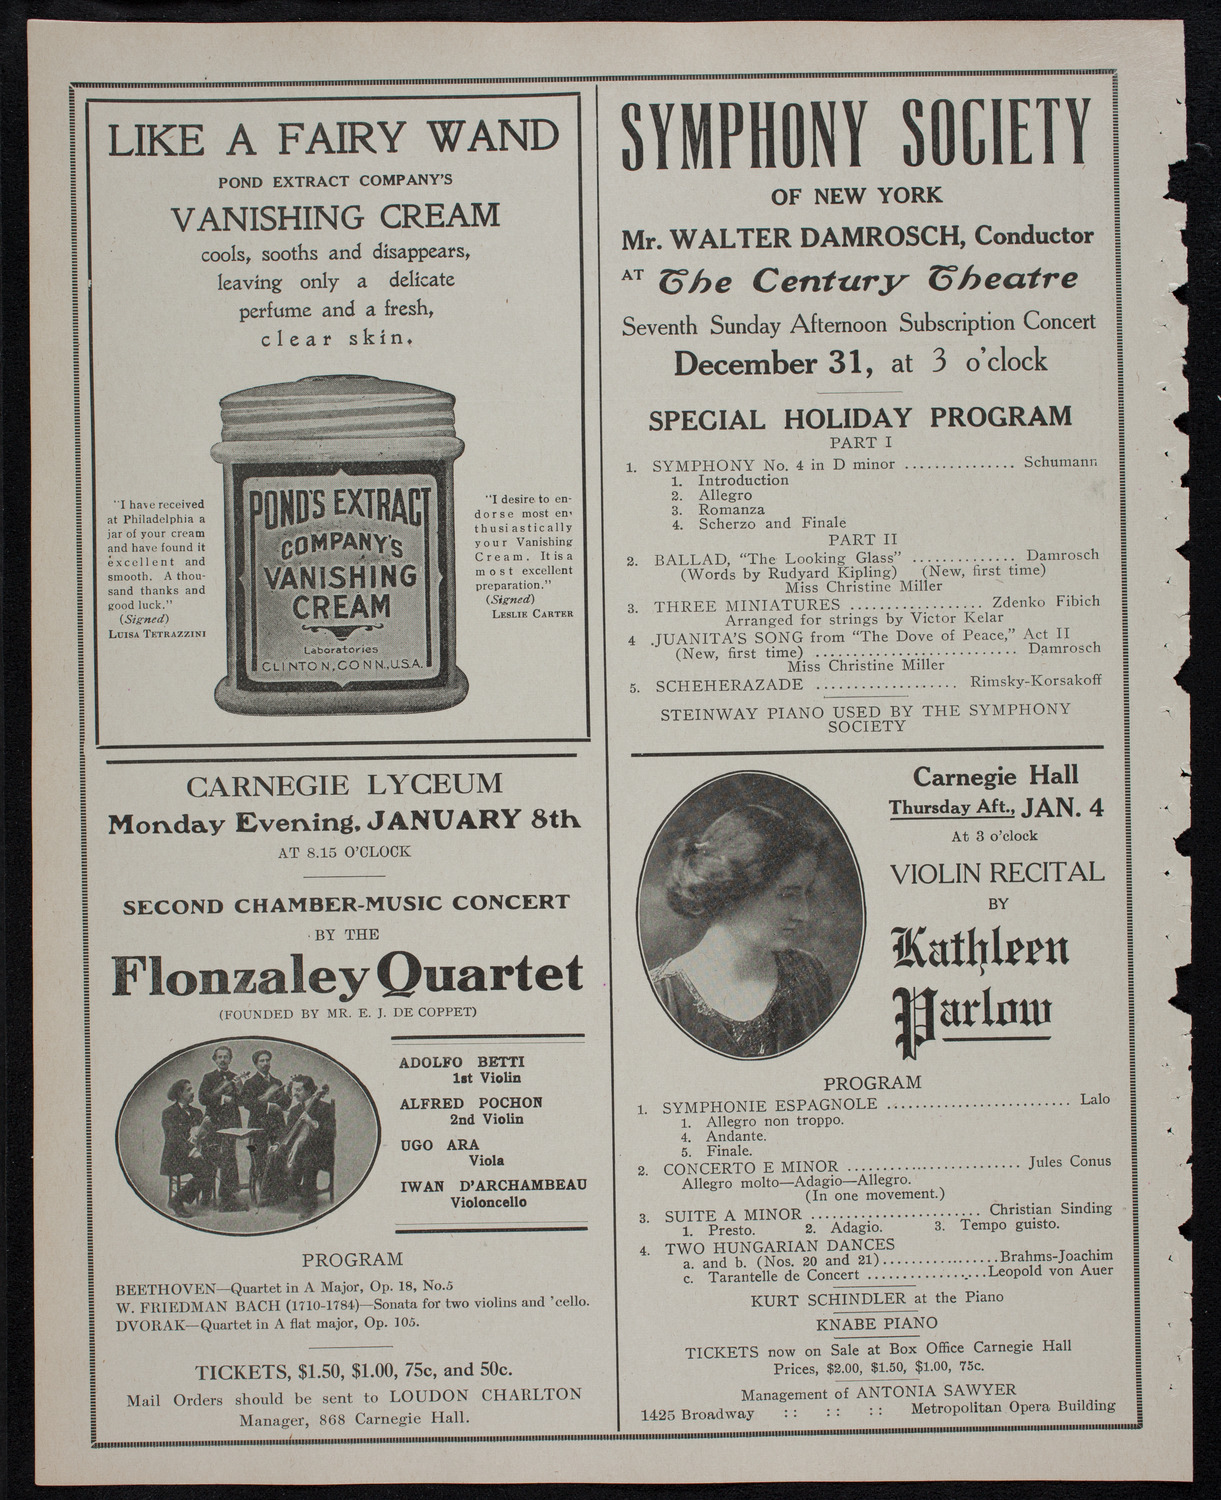 LIKE A FAIRY WAND
POND EXTRACT COMPANY'S
VANISHING CREAM
cools, sooths and disappears,
leaving only a delicate
perfume and a fresh,
clear skin.
"I have received
at Philadelphia a
jar of your cream
and have found it
excellent and
smooth. A thou-
sand thanks and
good luck."
(Signed)
LUISA TETRAZZINI
POND'S EXTRACT
COMPANY'S
VANISHING
CREAM
Laboratories
CLINTON, CONN., U.S.A.
"I desire to en-
dorse most en-
thusiastically
your Vanishing
Cream. It is a
most excellent
preparation."
(Signed)
LESLIE CARTER
CARNEGIE LYCEUM
Monday Evening, JANUARY 8th
AT 8.15 O'CLOCK
SECOND CHAMBER-MUSIC CONCERT
BY THE
Flonzaley Quartet
(FOUNDED BY MR. E. J. DE COPPET)
ADOLFO BETTI
1st Violin
ALFRED POCHON
2nd Violin
UGO ARA
Viola
IWAN D'ARCHAMBEAU
Violoncello
PROGRAM
BEETHOVEN—Quartet in A Major, Op. 18, No.5
W. FRIEDMAN BACH (1710-1784)—Sonata for two violins and 'cello.
DVORAK—Quartet in A flat major, Op. 105.
TICKETS, $1.50, $1.00, 75c, and 50c.
Mail Orders should be sent to LOUDON CHARLTON
Manager, 868 Carnegie Hall.
SYMPHONY SOCIETY
OF NEW YORK
Mr. WALTER DAMROSCH, Conductor
AT The Century Theatre
Seventh Sunday Afternoon Subscription Concert
December 31, at 3 o'clock
SPECIAL HOLIDAY PROGRAM
PART I
1. SYMPHONY No. 4 in D minor ............... Schumann
1. Introduction
2. Allegro
3. Romanza
4. Scherzo and Finale
PART II
2. BALLAD, "The Looking Glass" .............. Damrosch
(Words by Rudyard Kipling) (New, first time)
Miss Christine Miller
3. THREE MINIATURES .................. Zdenko Fibich
Arranged for strings by Victor Kelar
4 .JUANITA'S SONG from "The Dove of Peace," Act II
(New, first time) ........................... Damrosch
Miss Christine Miller
5. SCHEHERAZADE ................... Rimsky-Korsakoff
STEINWAY PIANO USED BY THE SYMPHONY
SOCIETY
Carnegie Hall
Thursday Aft., JAN. 4
At 3 o'clock
VIOLIN RECITAL
BY
Kathleen
Parlow
PROGRAM
1. SYMPHONIE ESPAGNOLE .......................... Lalo
1. Allegro non troppo.
4. Andante.
5. Finale.
2. CONCERTO E MINOR ........................ Jules Conus
Allegro molto—Adagio—Allegro.
(In one movement.)
3. SUITE A MINOR ........................ Christian Sinding
1. Presto. 2. Adagio. 3. Tempo guisto.
4. TWO HUNGARIAN DANCES
a. and b. (Nos. 20 and 21).................Brahms-Joachim
c. Tarantelle de Concert .................Leopold von Auer
KURT SCHINDLER at the Piano
KNABE PIANO
TICKETS now on Sale at Box Office Carnegie Hall
Prices, $2.00, $1.50, $1.00, 75c.
Management of ANTONIA SAWYER
1425 Broadway : : : : : : Metropolitan Opera Building